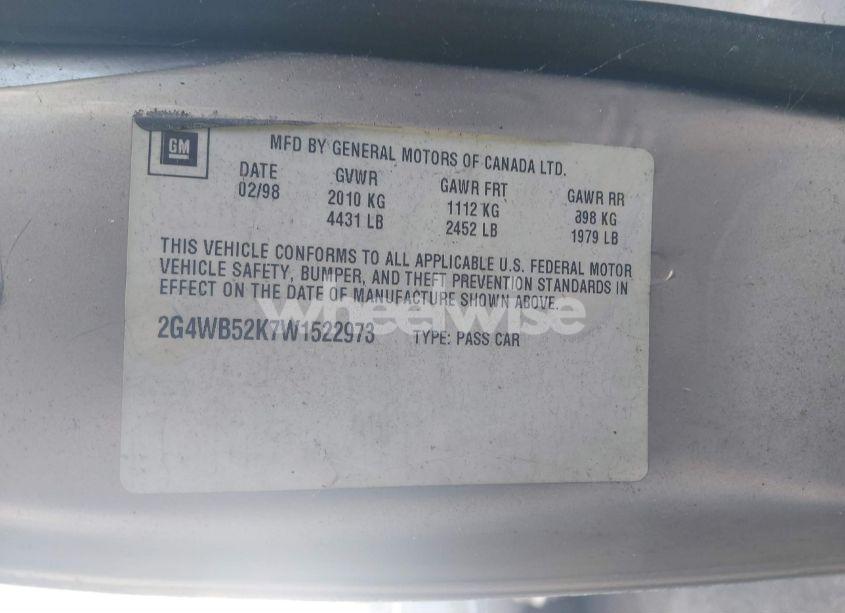 GM
MFD BY GENERAL MOTORS OF CANADA LTD.
DATE GVWR GAWR FRT GAWR RR
02/98 2010 KG 1112 KG 898 KG
4431 LB 2452 LB 1979 LB
THIS VEHICLE CONFORMS TO ALL APPLICABLE U.S. FEDERAL MOTOR
VEHICLE SAFETY, BUMPER, AND THEFT PREVENTION STANDARDS IN
EFFECT ON THE DATE OF MANUFACTURE SHOWN ABOVE.
wheelwise
2G4WB52K7W1522973 TYPE: PASS CAR